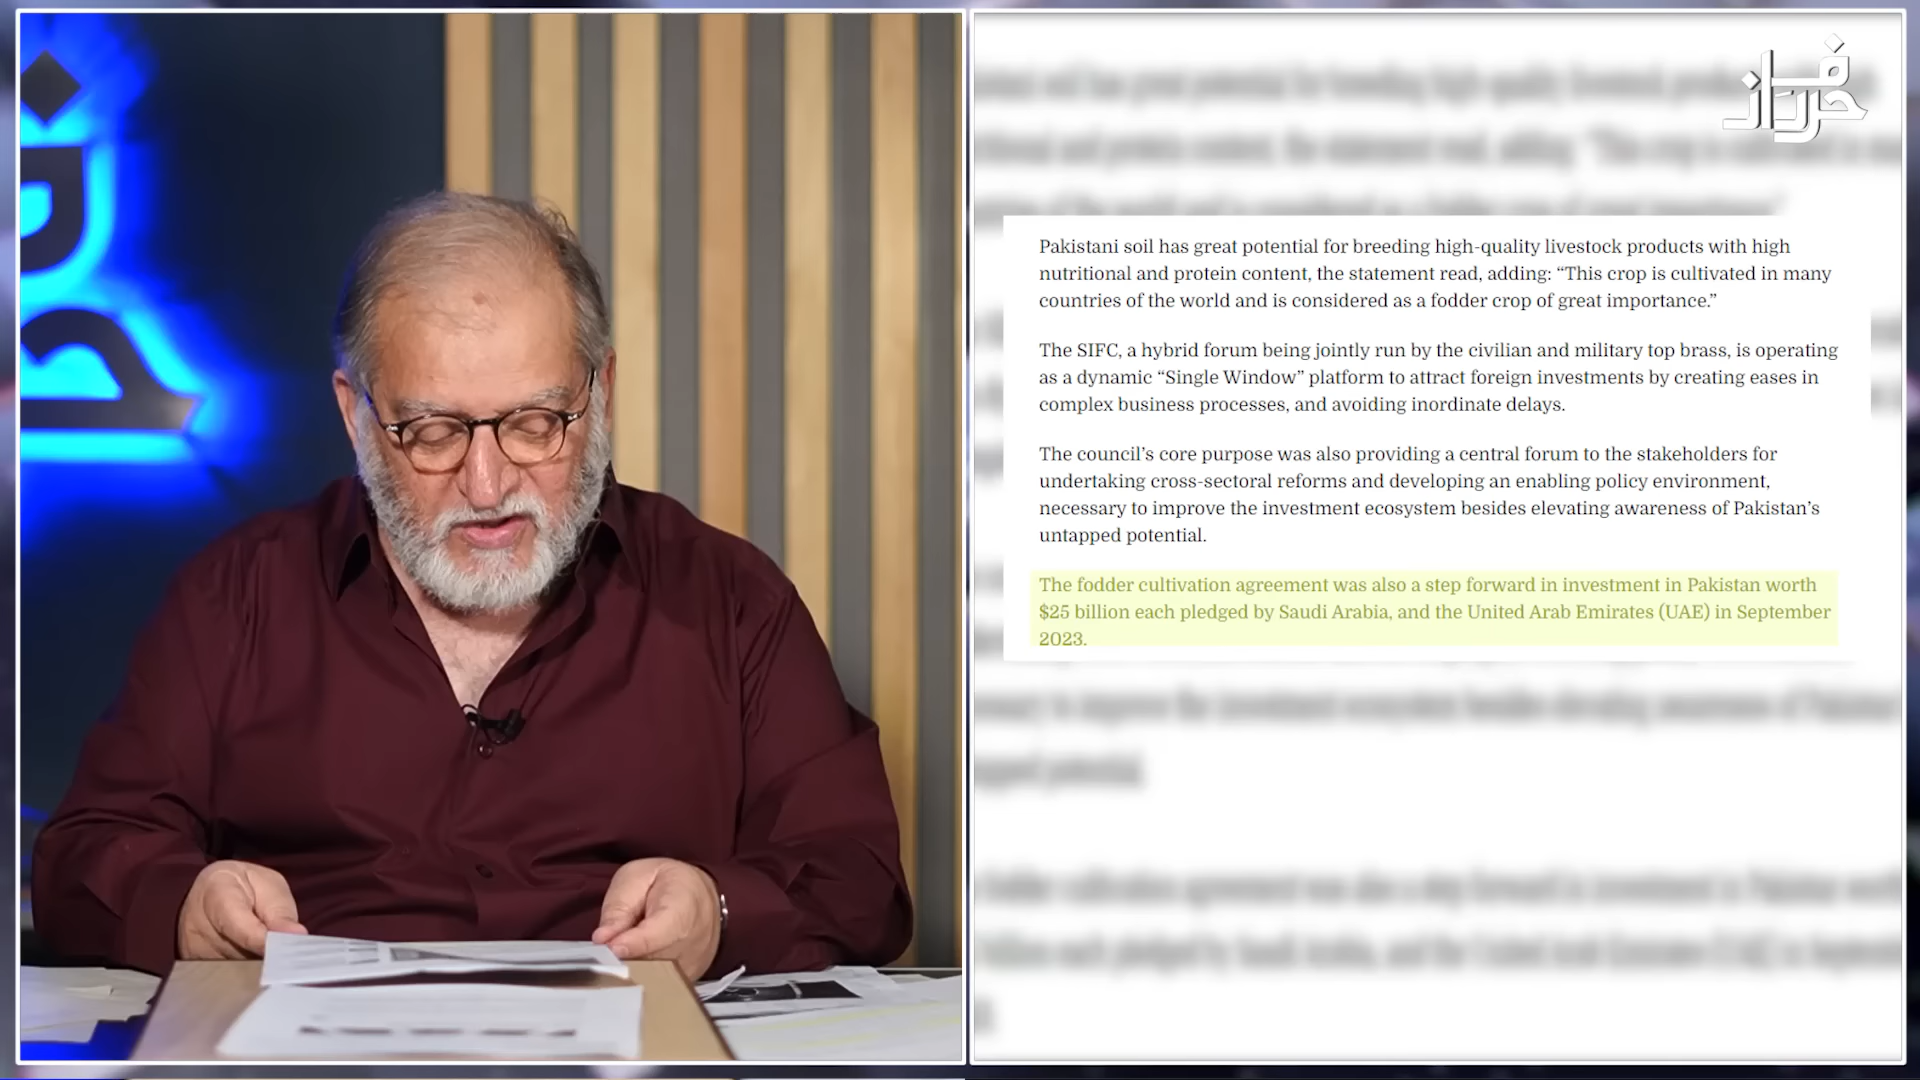 حرف راز
Pakistani soil has great potential for breeding high-quality livestock products with high
nutritional and protein content, the statement read, adding: “This crop is cultivated in many
countries of the world and is considered as a fodder crop of great importance.”
The SIFC, a hybrid forum being jointly run by the civilian and military top brass, is operating
as a dynamic “Single Window” platform to attract foreign investments by creating eases in
complex business processes, and avoiding inordinate delays.
The council’s core purpose was also providing a central forum to the stakeholders for
undertaking cross-sectoral reforms and developing an enabling policy environment,
necessary to improve the investment ecosystem besides elevating awareness of Pakistan’s
untapped potential.
The fodder cultivation agreement was also a step forward in investment in Pakistan worth
$25 billion each pledged by Saudi Arabia, and the United Arab Emirates (UAE) in September
2023.